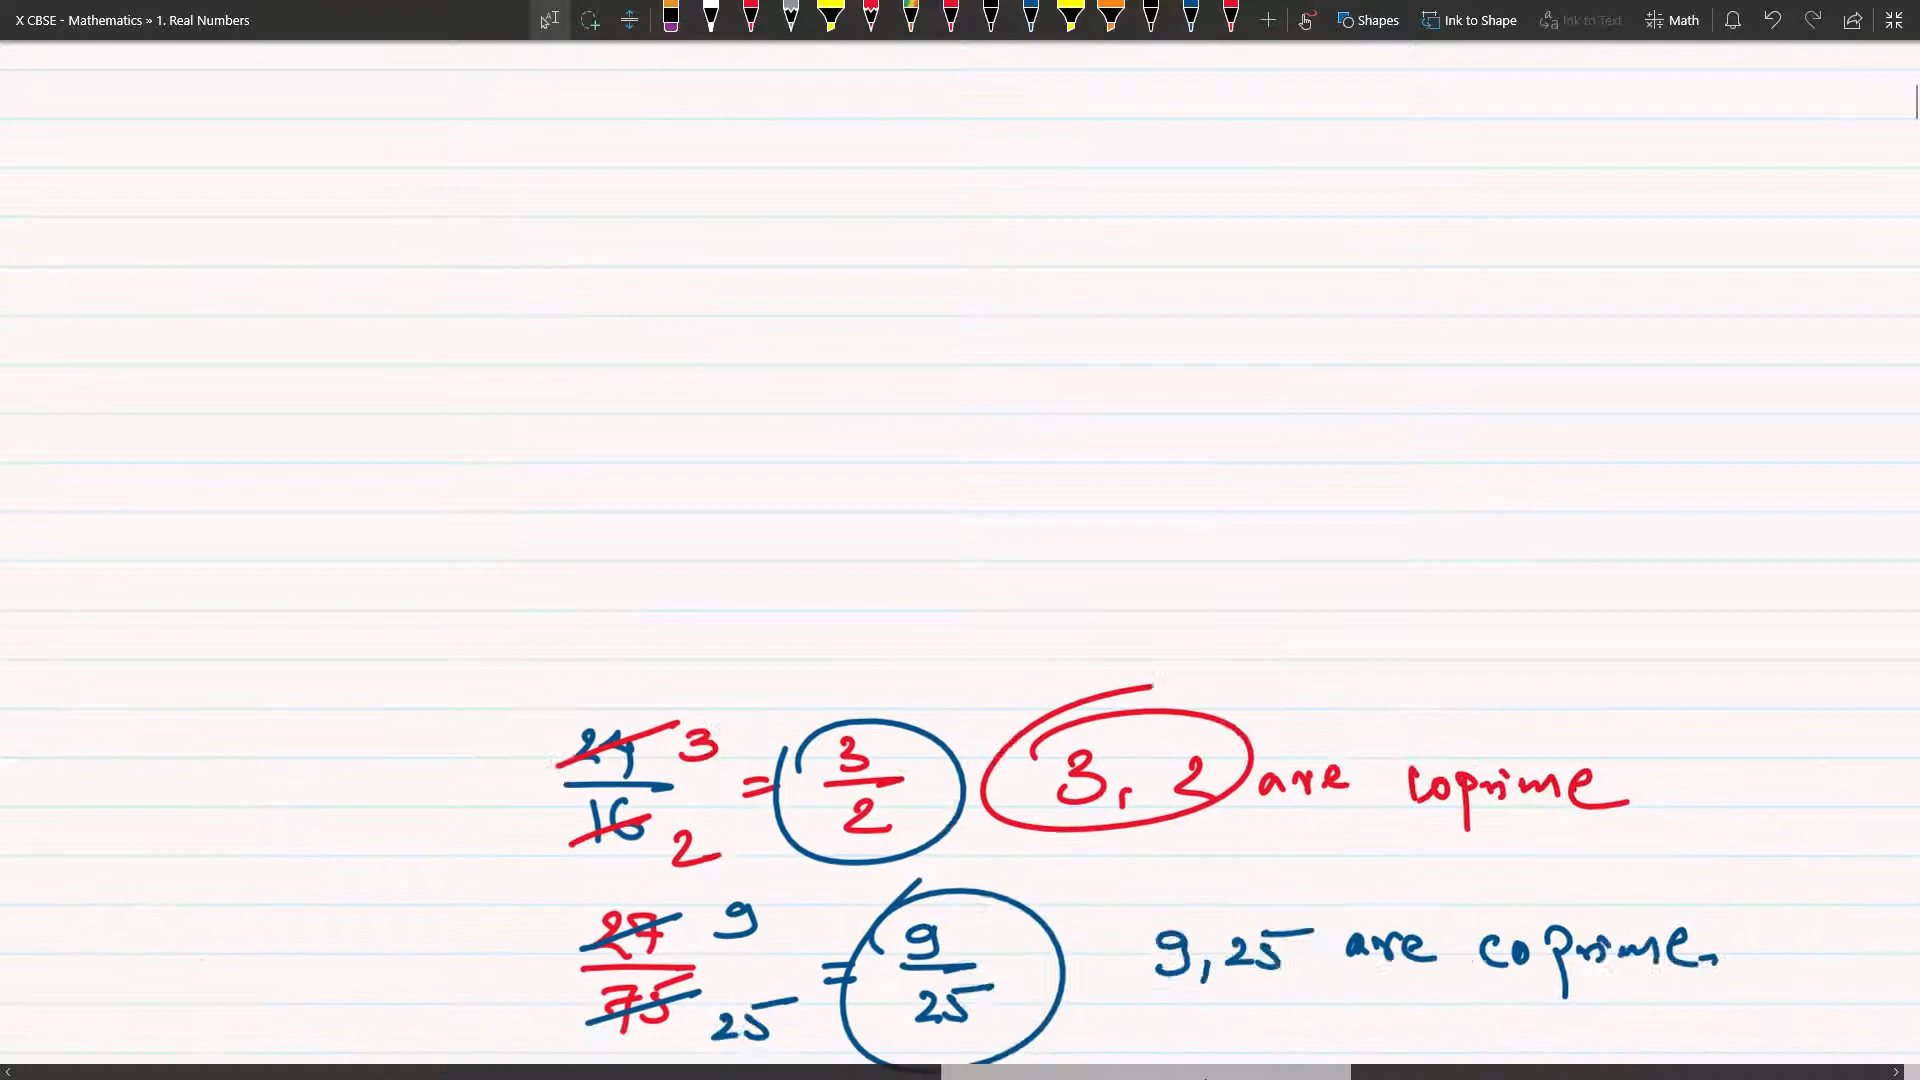 X CBSE - Mathematics » 1. Real Numbers
Shapes
Ink to Shape
Ink to Text
Math
24 3
16 2
= 3/2
3, 2 are coprime
27 9
75 25
= 9/25
9, 25 are coprime.